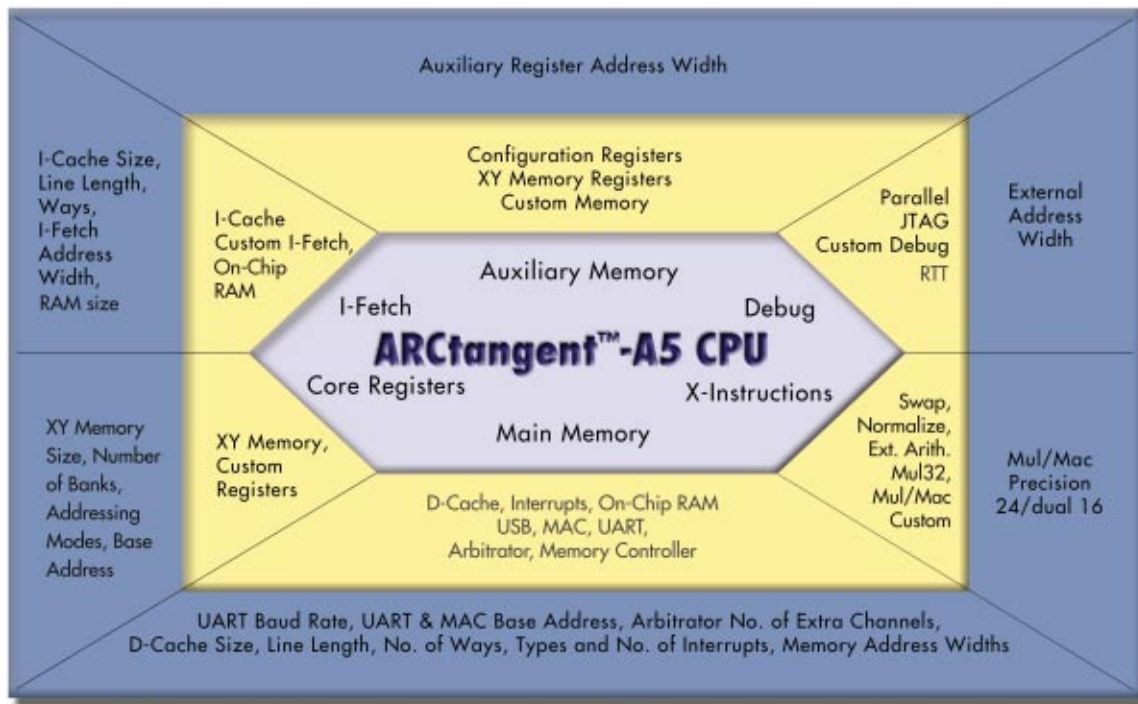 Auxiliary Register Address Width
I-Cache Size,
Line Length,
Ways,
I-Fetch
Address
Width,
RAM size
I-Cache
Custom I-Fetch,
On-Chip
RAM
Configuration Registers
XY Memory Registers
Custom Memory
Parallel
JTAG
Custom Debug
RTT
External
Address
Width
Auxiliary Memory
I-Fetch
Debug
ARCtangent™-A5 CPU
Core Registers
X-Instructions
Main Memory
XY Memory
Size, Number
of Banks,
Addressing
Modes, Base
Address
XY Memory,
Custom
Registers
D-Cache, Interrupts, On-Chip RAM
USB, MAC, UART,
Arbitrator, Memory Controller
Swap,
Normalize,
Ext. Arith.
Mul32,
Mul/Mac
Custom
Mul/Mac
Precision
24/dual 16
UART Baud Rate, UART & MAC Base Address, Arbitrator No. of Extra Channels,
D-Cache Size, Line Length, No. of Ways, Types and No. of Interrupts, Memory Address Widths